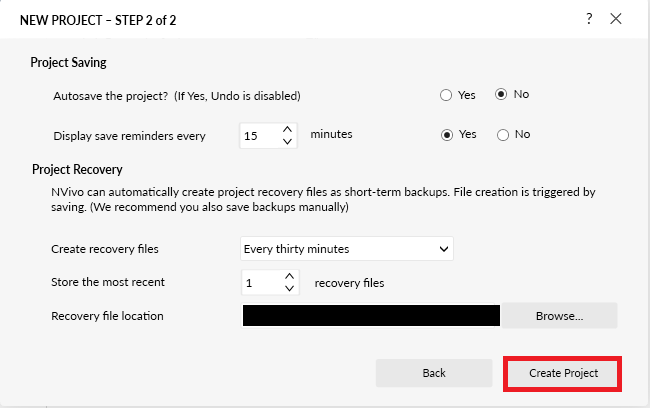 NEW PROJECT – STEP 2 of 2 ?
Project Saving
Autosave the project? (If Yes, Undo is disabled) Yes No
Display save reminders every 15 minutes Yes No
Project Recovery
NVivo can automatically create project recovery files as short-term backups. File creation is triggered by
saving. (We recommend you also save backups manually)
Create recovery files Every thirty minutes
Store the most recent 1 recovery files
Recovery file location Browse...
Back Create Project